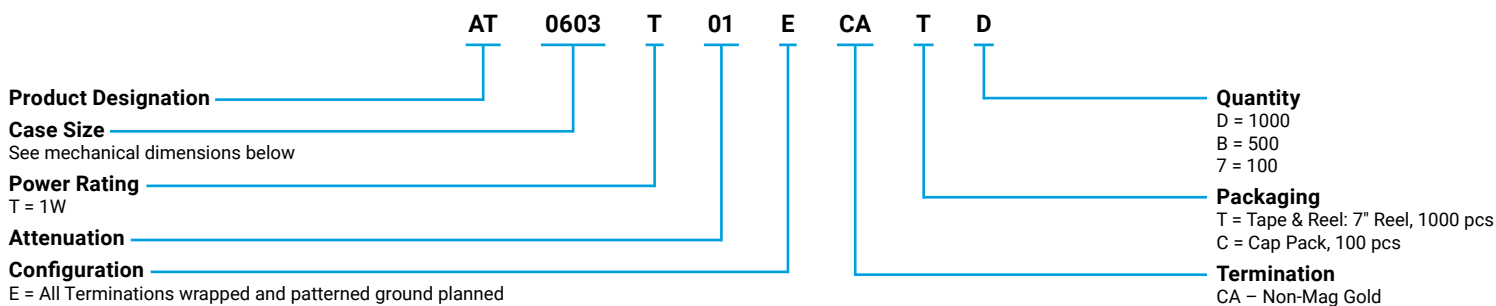 AT 0603 T 01 E CA T D
Product Designation
Case Size
See mechanical dimensions below
Power Rating
T = 1W
Attenuation
Configuration
E = All Terminations wrapped and patterned ground planned
Quantity
D = 1000
B = 500
7 = 100
Packaging
T = Tape & Reel: 7" Reel, 1000 pcs
C = Cap Pack, 100 pcs
Termination
CA – Non-Mag Gold